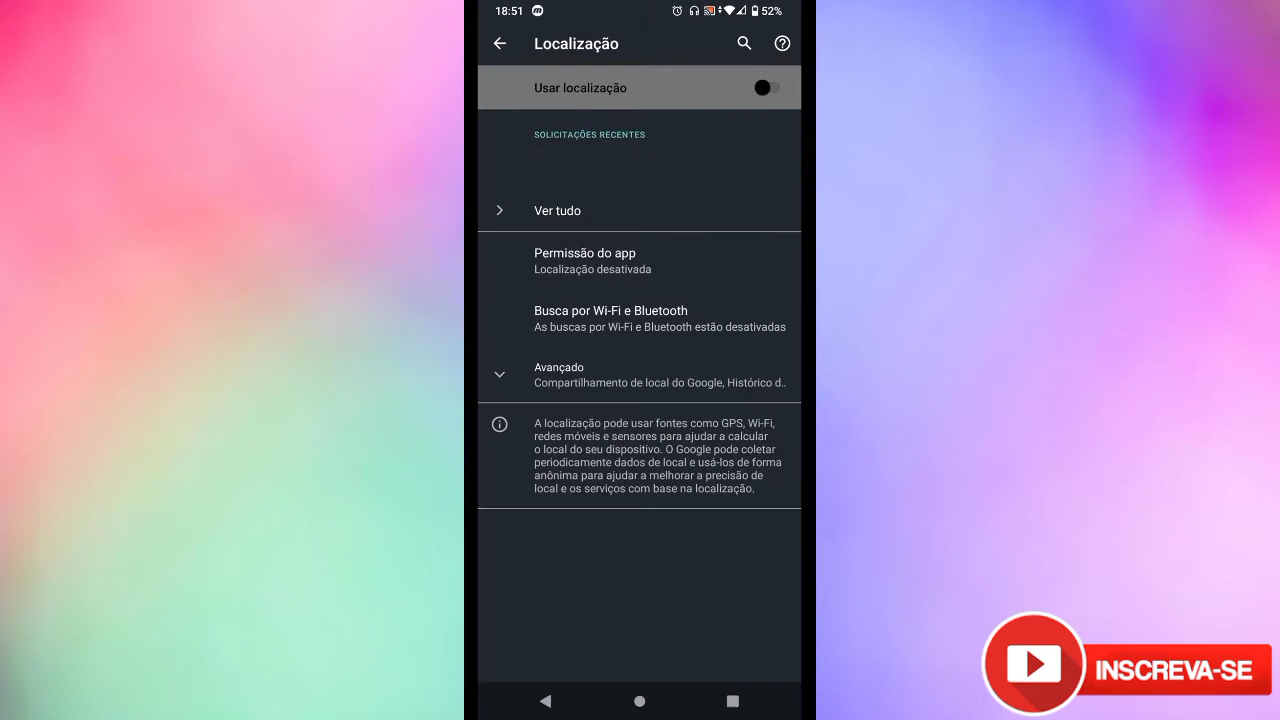 18:51 52%
Localização
Usar localização
SOLICITAÇÕES RECENTES
Ver tudo
Permissão do app
Localização desativada
Busca por Wi-Fi e Bluetooth
As buscas por Wi-Fi e Bluetooth estão desativadas
Avançado
Compartilhamento de local do Google, Histórico d..
A localização pode usar fontes como GPS, Wi-Fi,
redes móveis e sensores para ajudar a calcular
o local do seu dispositivo. O Google pode coletar
periodicamente dados de local e usá-los de forma
anônima para ajudar a melhorar a precisão de
local e os serviços com base na localização.
INSCREVA-SE